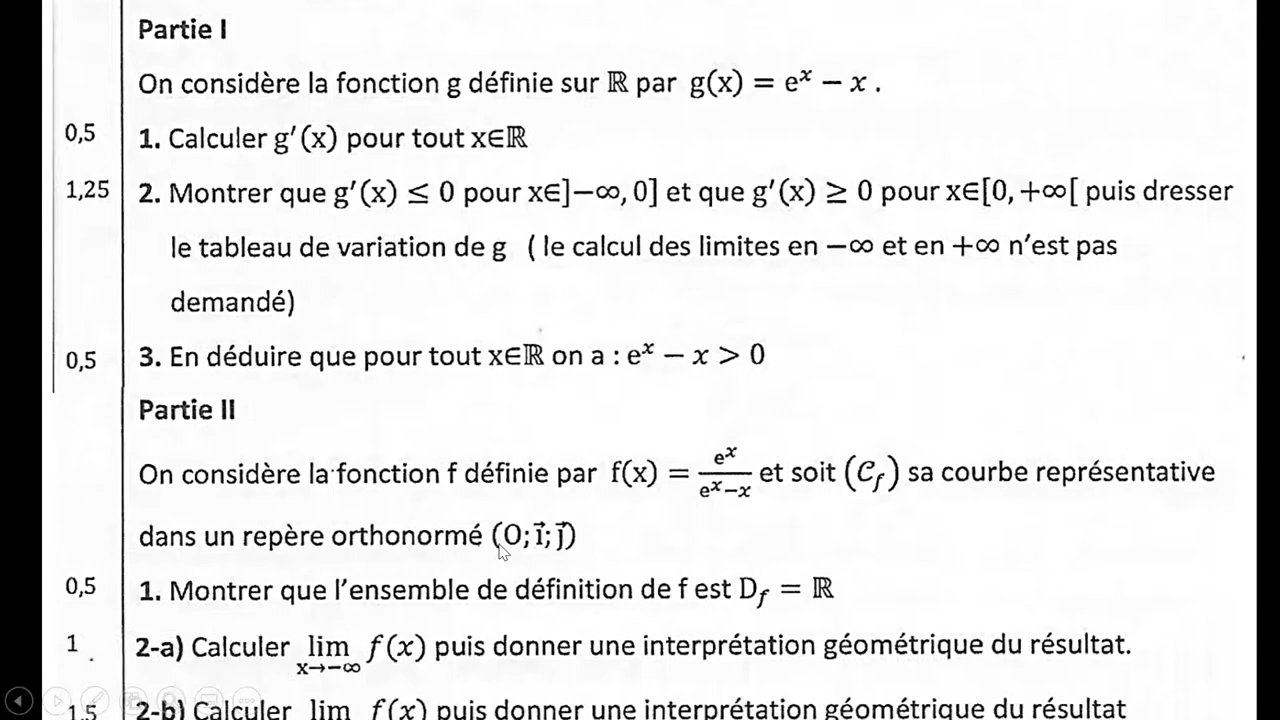 Partie I
On considère la fonction g définie sur ℝ par g(x) = eˣ − x .
0,5 1. Calculer g′(x) pour tout x∈ℝ
1,25 2. Montrer que g′(x) ≤ 0 pour x∈]−∞, 0] et que g′(x) ≥ 0 pour x∈[0, +∞[ puis dresser
le tableau de variation de g ( le calcul des limites en −∞ et en +∞ n'est pas
demandé)
0,5 3. En déduire que pour tout x∈ℝ on a : eˣ − x > 0
Partie II
On considère la fonction f définie par f(x) = eˣ/(eˣ−x) et soit (𝒞f) sa courbe représentative
dans un repère orthonormé (O; i⃗; j⃗)
0,5 1. Montrer que l'ensemble de définition de f est Df = ℝ
1 2-a) Calculer lim x→−∞ f(x) puis donner une interprétation géométrique du résultat.
1,5 2-b) Calculer lim f(x) puis donner une interprétation géométrique du résultat